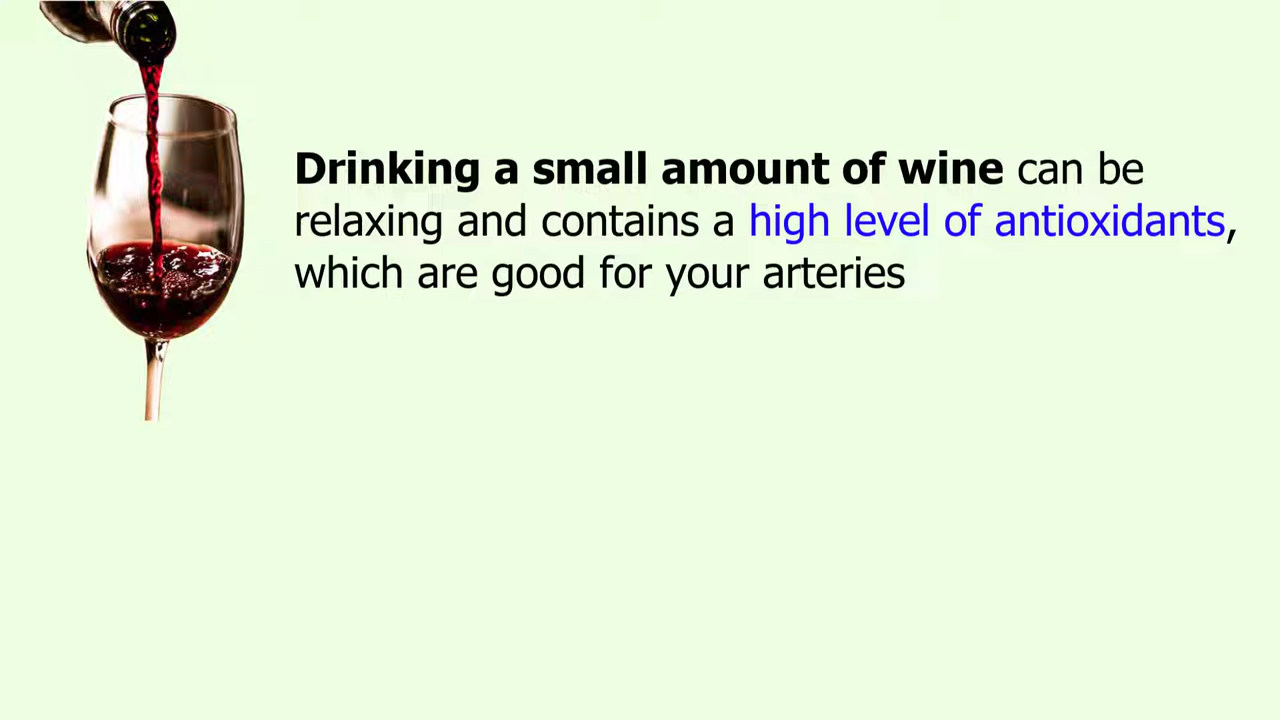 Drinking a small amount of wine can be
relaxing and contains a high level of antioxidants,
which are good for your arteries